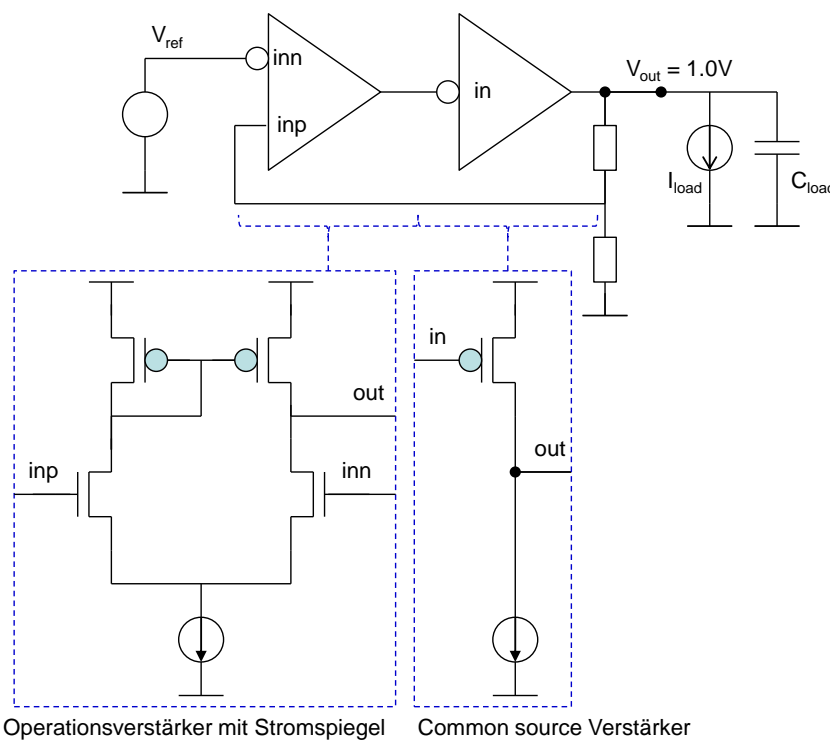 Vref
inn
in
inp
Vout = 1.0V
Iload
Cload
in
out
inp
inn
out
Operationsverstärker mit Stromspiegel
Common source Verstärker